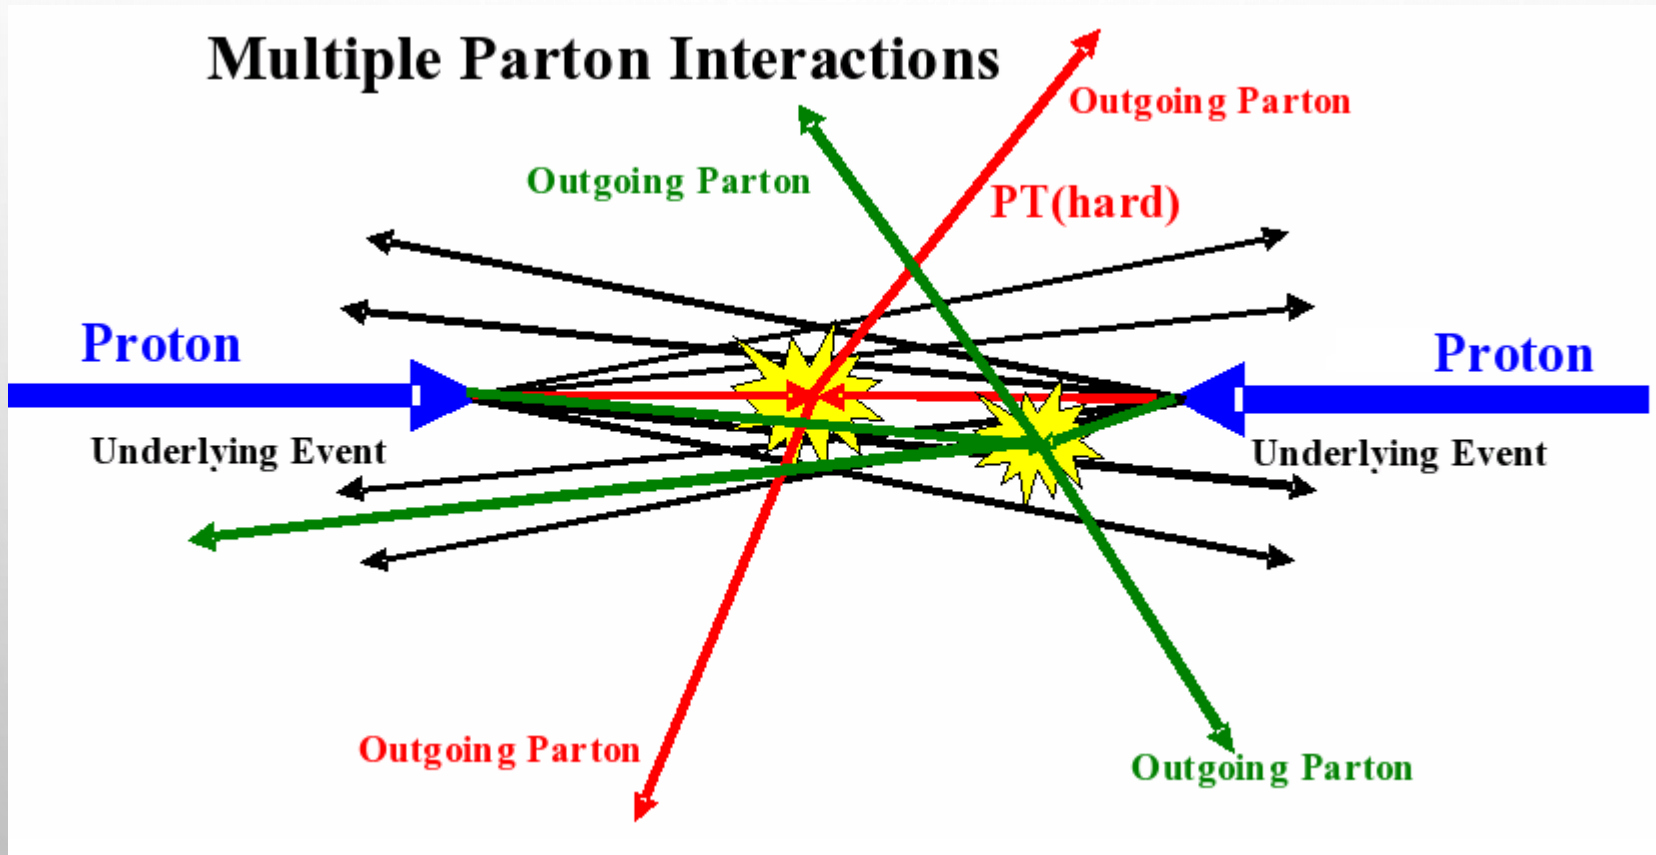 Multiple Parton Interactions
Outgoing Parton
Outgoing Parton
PT(hard)
Proton
Proton
Underlying Event
Underlying Event
Outgoing Parton
Outgoing Parton